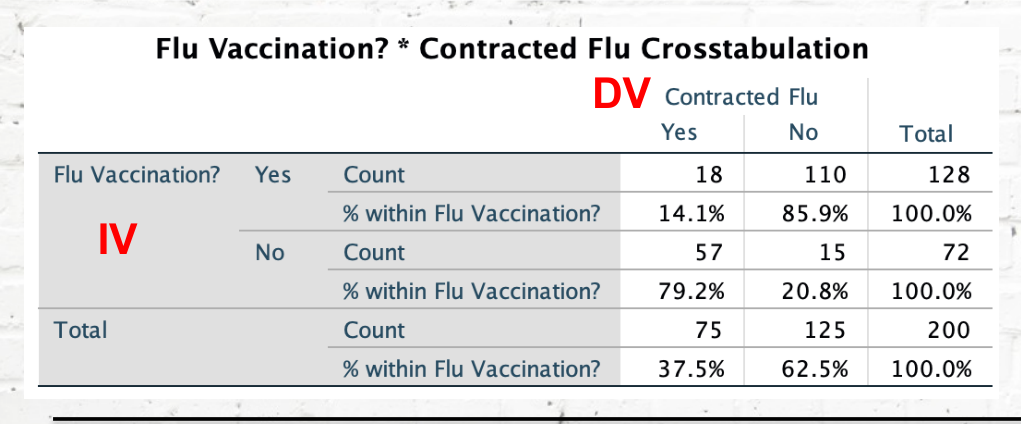 Flu Vaccination? * Contracted Flu Crosstabulation
DV Contracted Flu
Yes No Total
Flu Vaccination? Yes Count 18 110 128
% within Flu Vaccination? 14.1% 85.9% 100.0%
IV
No Count 57 15 72
% within Flu Vaccination? 79.2% 20.8% 100.0%
Total Count 75 125 200
% within Flu Vaccination? 37.5% 62.5% 100.0%